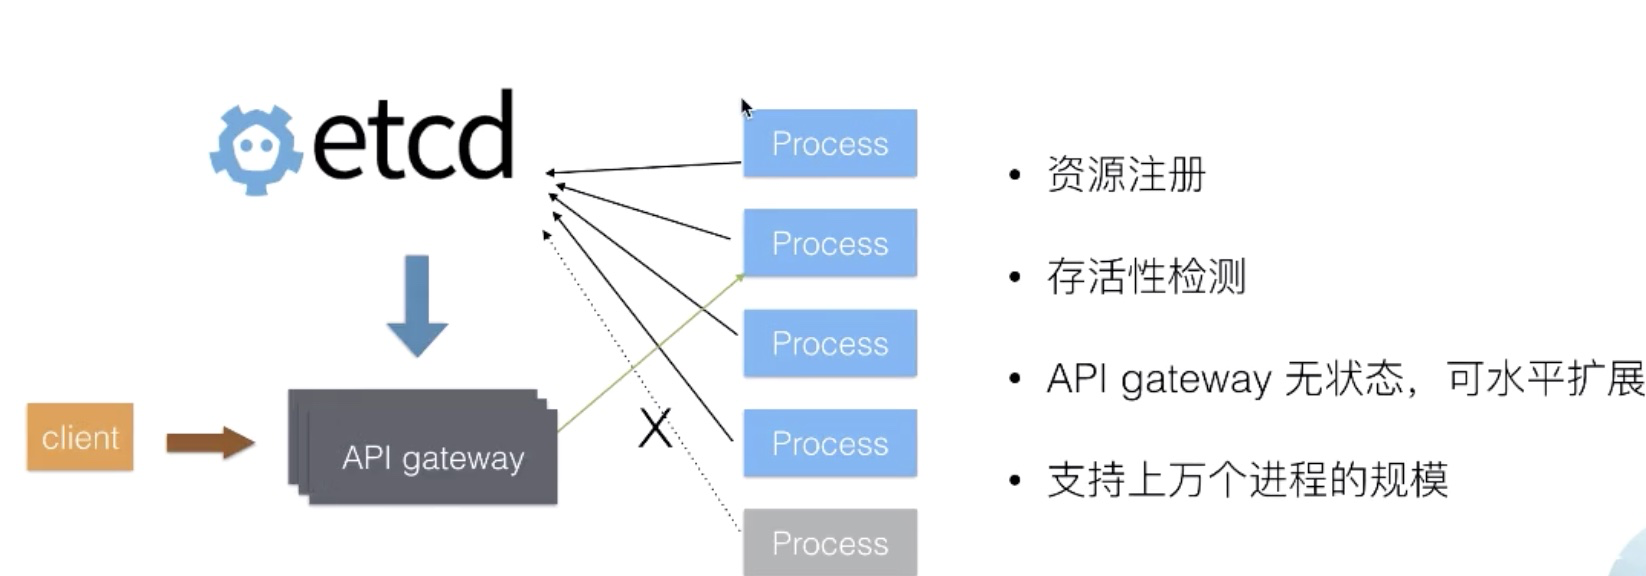 etcd
Process
Process
Process
Process
Process
client
API gateway
X
• 资源注册
• 存活性检测
• API gateway 无状态，可水平扩展
• 支持上万个进程的规模